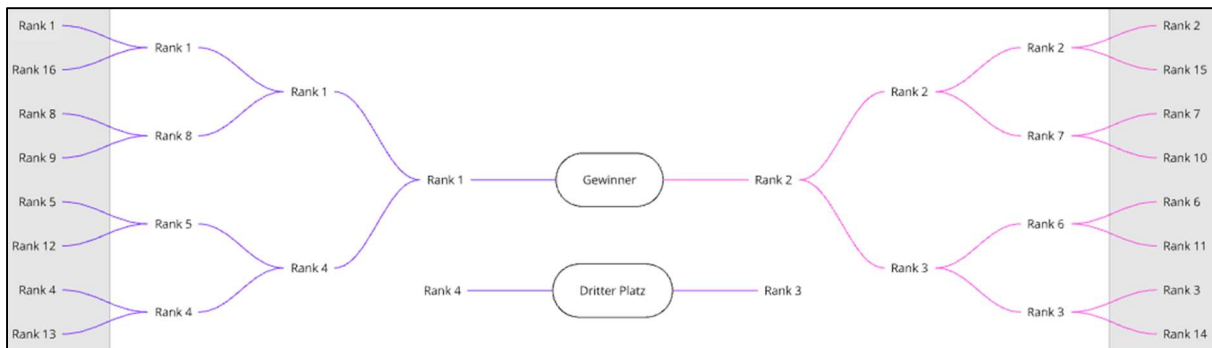 Rank 1
Rank 16
Rank 8
Rank 9
Rank 5
Rank 12
Rank 4
Rank 13
Rank 1
Rank 8
Rank 5
Rank 4
Rank 1
Rank 4
Rank 1
Gewinner
Rank 2
Rank 4
Dritter Platz
Rank 3
Rank 2
Rank 3
Rank 2
Rank 7
Rank 6
Rank 3
Rank 2
Rank 15
Rank 7
Rank 10
Rank 6
Rank 11
Rank 3
Rank 14